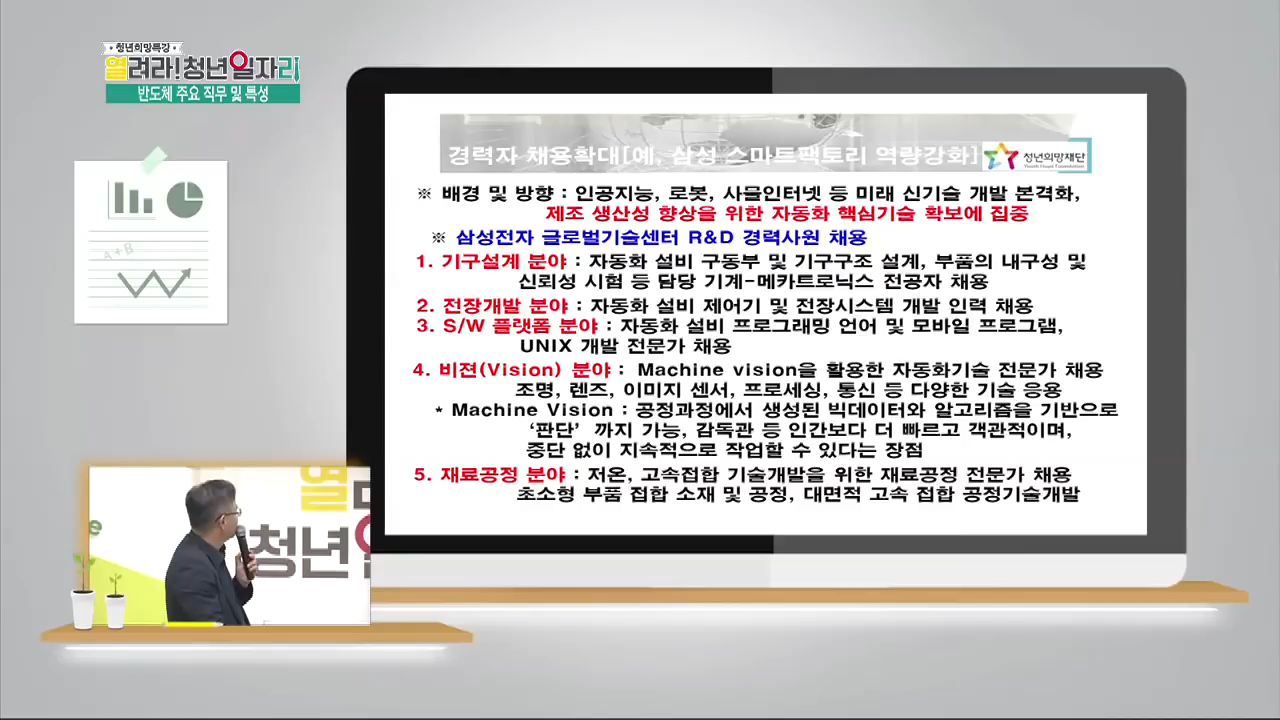 청년희망특강
열려라!청년일자리
반도체 주요 직무 및 특성
경력자 채용확대[예, 삼성 스마트팩토리 역량강화]
청년희망재단
Youth Hope Foundation
※ 배경 및 방향 : 인공지능, 로봇, 사물인터넷 등 미래 신기술 개발 본격화,
제조 생산성 향상을 위한 자동화 핵심기술 확보에 집중
※ 삼성전자 글로벌기술센터 R&D 경력사원 채용
1. 기구설계 분야 : 자동화 설비 구동부 및 기구구조 설계, 부품의 내구성 및
신뢰성 시험 등 담당 기계-메카트로닉스 전공자 채용
2. 전장개발 분야 : 자동화 설비 제어기 및 전장시스템 개발 인력 채용
3. S/W 플랫폼 분야 : 자동화 설비 프로그래밍 언어 및 모바일 프로그램,
UNIX 개발 전문가 채용
4. 비젼(Vision) 분야 : Machine vision을 활용한 자동화기술 전문가 채용
조명, 렌즈, 이미지 센서, 프로세싱, 통신 등 다양한 기술 응용
* Machine Vision : 공정과정에서 생성된 빅데이터와 알고리즘을 기반으로
‘판단’ 까지 가능, 감독관 등 인간보다 더 빠르고 객관적이며,
중단 없이 지속적으로 작업할 수 있다는 장점
5. 재료공정 분야 : 저온, 고속접합 기술개발을 위한 재료공정 전문가 채용
초소형 부품 접합 소재 및 공정, 대면적 고속 접합 공정기술개발
A+B
열
e
청년